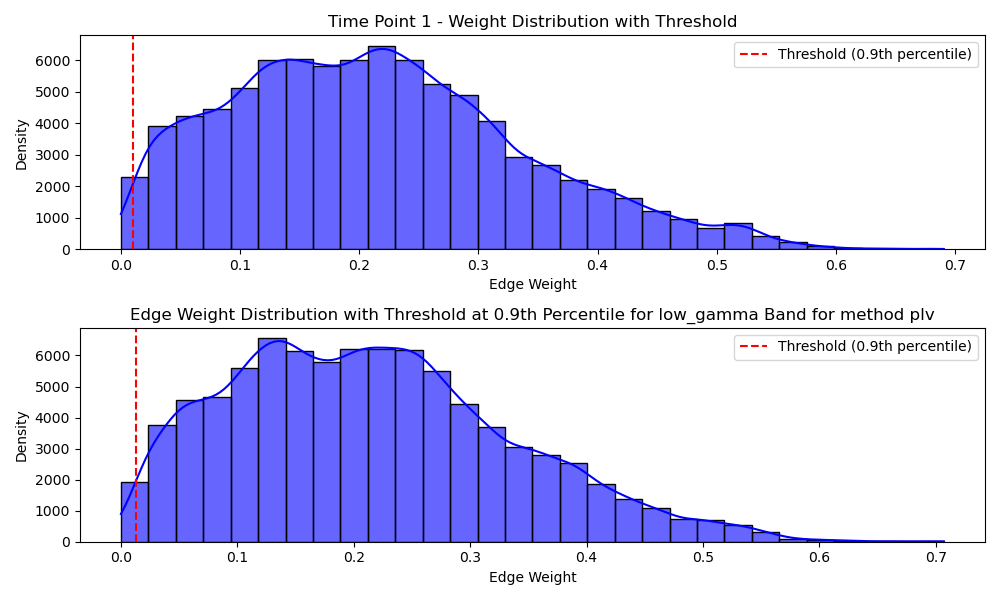 Time Point 1 - Weight Distribution with Threshold
Density
6000
5000
4000
3000
2000
1000
0
Threshold (0.9th percentile)
0.0 0.1 0.2 0.3 0.4 0.5 0.6 0.7
Edge Weight
Edge Weight Distribution with Threshold at 0.9th Percentile for low_gamma Band for method plv
Density
6000
5000
4000
3000
2000
1000
0
Threshold (0.9th percentile)
0.0 0.1 0.2 0.3 0.4 0.5 0.6 0.7
Edge Weight